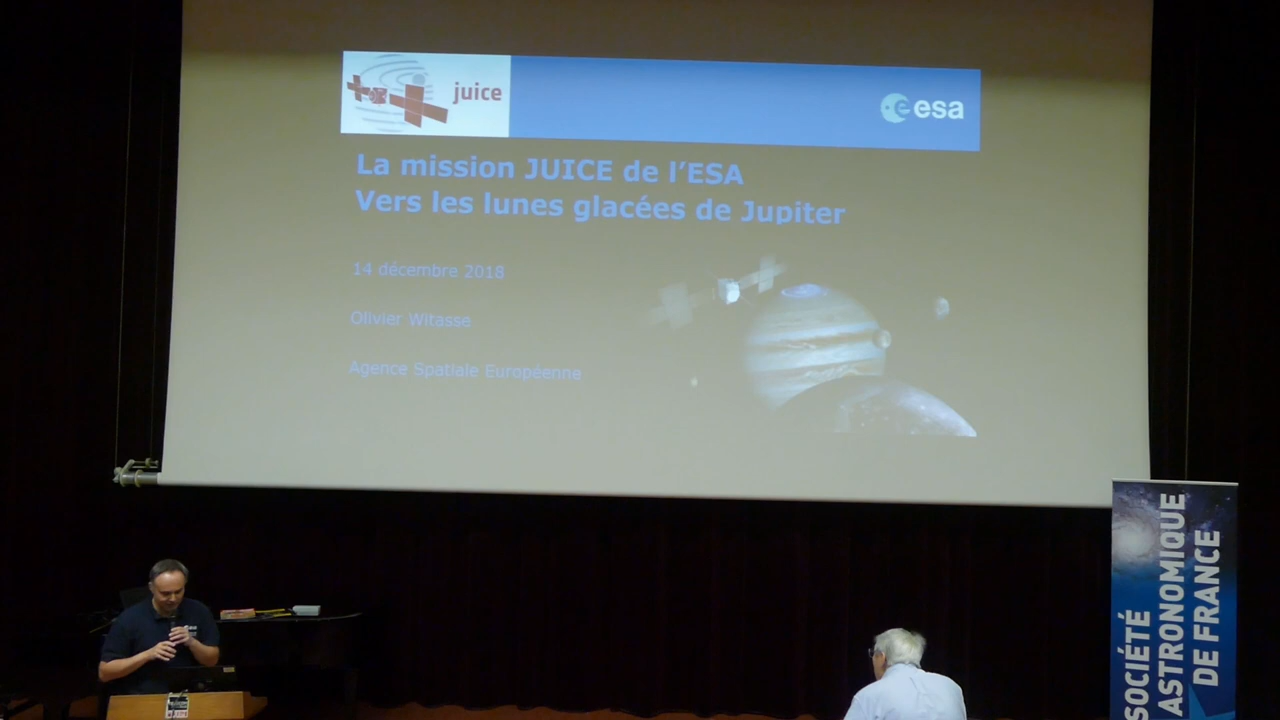 juice
esa
La mission JUICE de l'ESA
Vers les lunes glacées de Jupiter
14 décembre 2018
Olivier Witasse
Agence Spatiale Européenne
SOCIÉTÉ
ASTRONOMIQUE
DE FRANCE